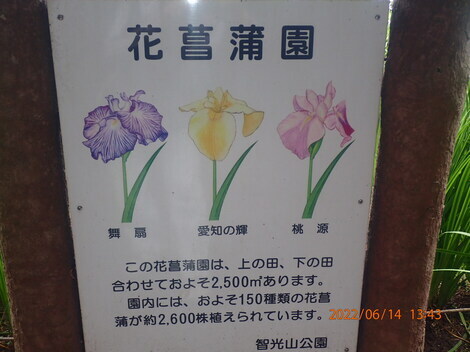 花菖蒲園
舞扇 愛知の輝 桃源
この花菖蒲園は、上の田、下の田
合わせておよそ2,500㎡あります。
園内には、およそ150種類の花菖
蒲が約2,600株植えられています。
智光山公園
2022/06/14 13:43